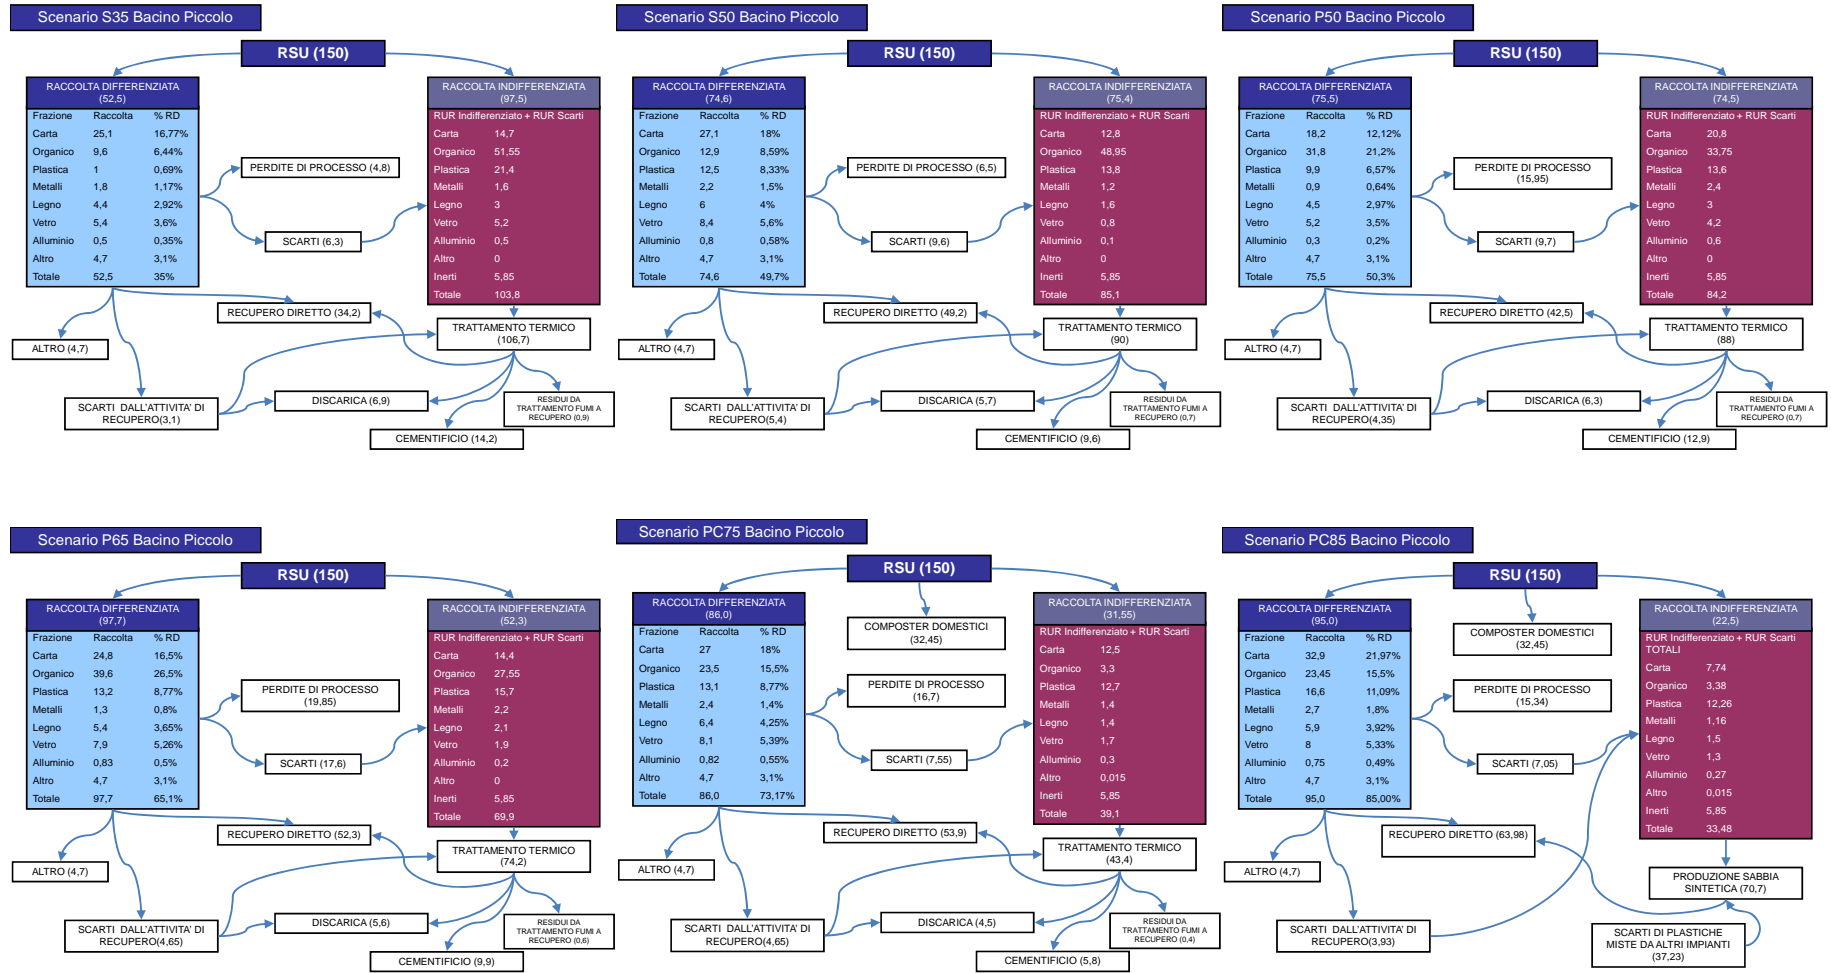 Scenario S35 Bacino Piccolo
RSU (150)
RACCOLTA DIFFERENZIATA
(52,5)
Frazione Raccolta % RD
Carta 25,1 16,77%
Organico 9,6 6,44%
Plastica 1 0,69%
Metalli 1,8 1,17%
Legno 4,4 2,92%
Vetro 5,4 3,6%
Alluminio 0,5 0,35%
Altro 4,7 3,1%
Totale 52,5 35%
PERDITE DI PROCESSO (4,8)
SCARTI (6,3)
RACCOLTA INDIFFERENZIATA
(97,5)
RUR Indifferenziato + RUR Scarti
Carta 14,7
Organico 51,55
Plastica 21,4
Metalli 1,6
Legno 3
Vetro 5,2
Alluminio 0,5
Altro 0
Inerti 5,85
Totale 103,8
RECUPERO DIRETTO (34,2)
TRATTAMENTO TERMICO
(106,7)
ALTRO (4,7)
SCARTI DALL'ATTIVITA' DI
RECUPERO(3,1)
DISCARICA (6,9)
RESIDUI DA
TRATTAMENTO FUMI A
RECUPERO (0,9)
CEMENTIFICIO (14,2)
Scenario S50 Bacino Piccolo
RSU (150)
RACCOLTA DIFFERENZIATA
(74,6)
Frazione Raccolta % RD
Carta 27,1 18%
Organico 12,9 8,59%
Plastica 12,5 8,33%
Metalli 2,2 1,5%
Legno 6 4%
Vetro 8,4 5,6%
Alluminio 0,8 0,58%
Altro 4,7 3,1%
Totale 74,6 49,7%
PERDITE DI PROCESSO (6,5)
SCARTI (9,6)
RACCOLTA INDIFFERENZIATA
(75,4)
RUR Indifferenziato + RUR Scarti
Carta 12,8
Organico 48,95
Plastica 13,8
Metalli 1,2
Legno 1,6
Vetro 0,8
Alluminio 0,1
Altro 0
Inerti 5,85
Totale 85,1
RECUPERO DIRETTO (49,2)
TRATTAMENTO TERMICO
(90)
ALTRO (4,7)
SCARTI DALL'ATTIVITA' DI
RECUPERO(5,4)
DISCARICA (5,7)
RESIDUI DA
TRATTAMENTO FUMI A
RECUPERO (0,7)
CEMENTIFICIO (9,6)
Scenario P50 Bacino Piccolo
RSU (150)
RACCOLTA DIFFERENZIATA
(75,5)
Frazione Raccolta % RD
Carta 18,2 12,12%
Organico 31,8 21,2%
Plastica 9,9 6,57%
Metalli 0,9 0,64%
Legno 4,5 2,97%
Vetro 5,2 3,5%
Alluminio 0,3 0,2%
Altro 4,7 3,1%
Totale 75,5 50,3%
PERDITE DI PROCESSO
(15,95)
SCARTI (9,7)
RACCOLTA INDIFFERENZIATA
(74,5)
RUR Indifferenziato + RUR Scarti
Carta 20,8
Organico 33,75
Plastica 13,6
Metalli 2,4
Legno 3
Vetro 4,2
Alluminio 0,6
Altro 0
Inerti 5,85
Totale 84,2
RECUPERO DIRETTO (42,5)
TRATTAMENTO TERMICO
(88)
ALTRO (4,7)
SCARTI DALL'ATTIVITA' DI
RECUPERO(4,35)
DISCARICA (6,3)
RESIDUI DA
TRATTAMENTO FUMI A
RECUPERO (0,7)
CEMENTIFICIO (12,9)
Scenario P65 Bacino Piccolo
RSU (150)
RACCOLTA DIFFERENZIATA
(97,7)
Frazione Raccolta % RD
Carta 24,8 16,5%
Organico 39,6 26,5%
Plastica 13,2 8,77%
Metalli 1,3 0,8%
Legno 5,4 3,65%
Vetro 7,9 5,26%
Alluminio 0,83 0,5%
Altro 4,7 3,1%
Totale 97,7 65,1%
PERDITE DI PROCESSO
(19,85)
SCARTI (17,6)
RACCOLTA INDIFFERENZIATA
(52,3)
RUR Indifferenziato + RUR Scarti
Carta 14,4
Organico 27,55
Plastica 15,7
Metalli 2,2
Legno 2,1
Vetro 1,9
Alluminio 0,2
Altro 0
Inerti 5,85
Totale 69,9
RECUPERO DIRETTO (52,3)
TRATTAMENTO TERMICO
(74,2)
ALTRO (4,7)
SCARTI DALL'ATTIVITA' DI
RECUPERO(4,65)
DISCARICA (5,6)
RESIDUI DA
TRATTAMENTO FUMI A
RECUPERO (0,6)
CEMENTIFICIO (9,9)
Scenario PC75 Bacino Piccolo
RSU (150)
RACCOLTA DIFFERENZIATA
(86,0)
Frazione Raccolta % RD
Carta 27 18%
Organico 23,5 15,5%
Plastica 13,1 8,77%
Metalli 2,4 1,4%
Legno 6,4 4,25%
Vetro 8,1 5,39%
Alluminio 0,82 0,55%
Altro 4,7 3,1%
Totale 86,0 73,17%
COMPOSTER DOMESTICI
(32,45)
PERDITE DI PROCESSO
(16,7)
SCARTI (7,55)
RACCOLTA INDIFFERENZIATA
(31,55)
RUR Indifferenziato + RUR Scarti
Carta 12,5
Organico 3,3
Plastica 12,7
Metalli 1,4
Legno 1,4
Vetro 1,7
Alluminio 0,3
Altro 0,015
Inerti 5,85
Totale 39,1
RECUPERO DIRETTO (53,9)
TRATTAMENTO TERMICO
(43,4)
ALTRO (4,7)
SCARTI DALL'ATTIVITA' DI
RECUPERO(4,65)
DISCARICA (4,5)
RESIDUI DA
TRATTAMENTO FUMI A
RECUPERO (0,4)
CEMENTIFICIO (5,8)
Scenario PC85 Bacino Piccolo
RSU (150)
RACCOLTA DIFFERENZIATA
(95,0)
Frazione Raccolta % RD
Carta 32,9 21,97%
Organico 23,45 15,5%
Plastica 16,6 11,09%
Metalli 2,7 1,8%
Legno 5,9 3,92%
Vetro 8 5,33%
Alluminio 0,75 0,49%
Altro 4,7 3,1%
Totale 95,0 85,00%
COMPOSTER DOMESTICI
(32,45)
PERDITE DI PROCESSO
(15,34)
SCARTI (7,05)
RACCOLTA INDIFFERENZIATA
(22,5)
RUR Indifferenziato + RUR Scarti
TOTALI
Carta 7,74
Organico 3,38
Plastica 12,26
Metalli 1,16
Legno 1,5
Vetro 1,3
Alluminio 0,27
Altro 0,015
Inerti 5,85
Totale 33,48
RECUPERO DIRETTO (63,98)
ALTRO (4,7)
PRODUZIONE SABBIA
SINTETICA (70,7)
SCARTI DALL'ATTIVITA' DI
RECUPERO(3,93)
SCARTI DI PLASTICHE
MISTE DA ALTRI IMPIANTI
(37,23)